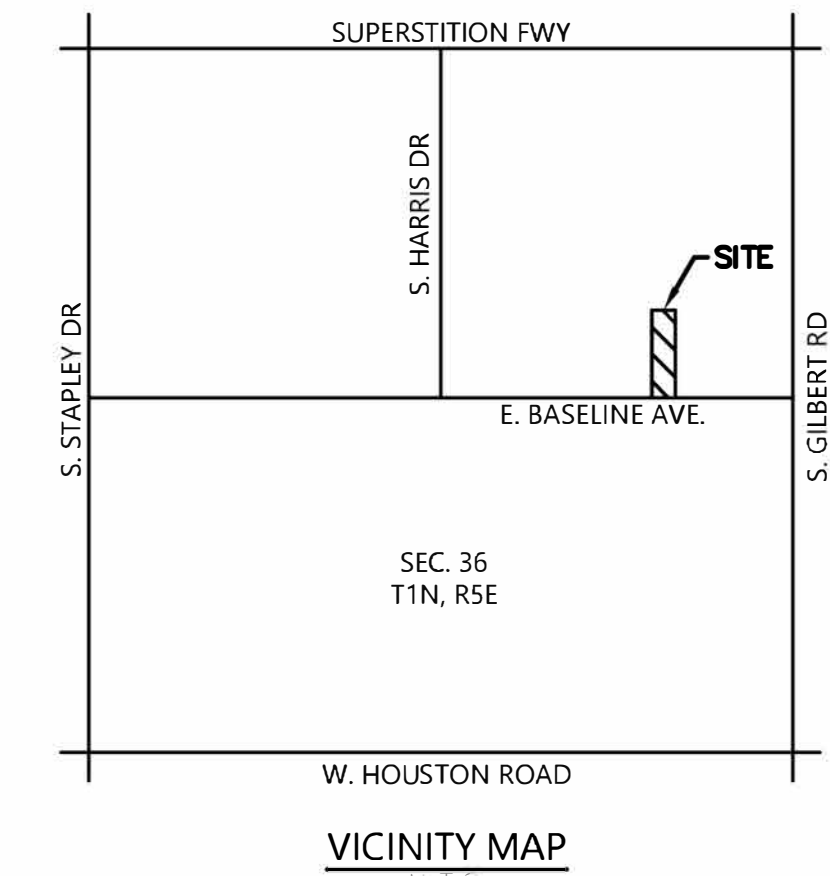 SUPERSTITION FWY
S. HARRIS DR
SITE
S. STAPLEY DR
S. GILBERT RD
E. BASELINE AVE.
SEC. 36
T1N, R5E
W. HOUSTON ROAD
VICINITY MAP